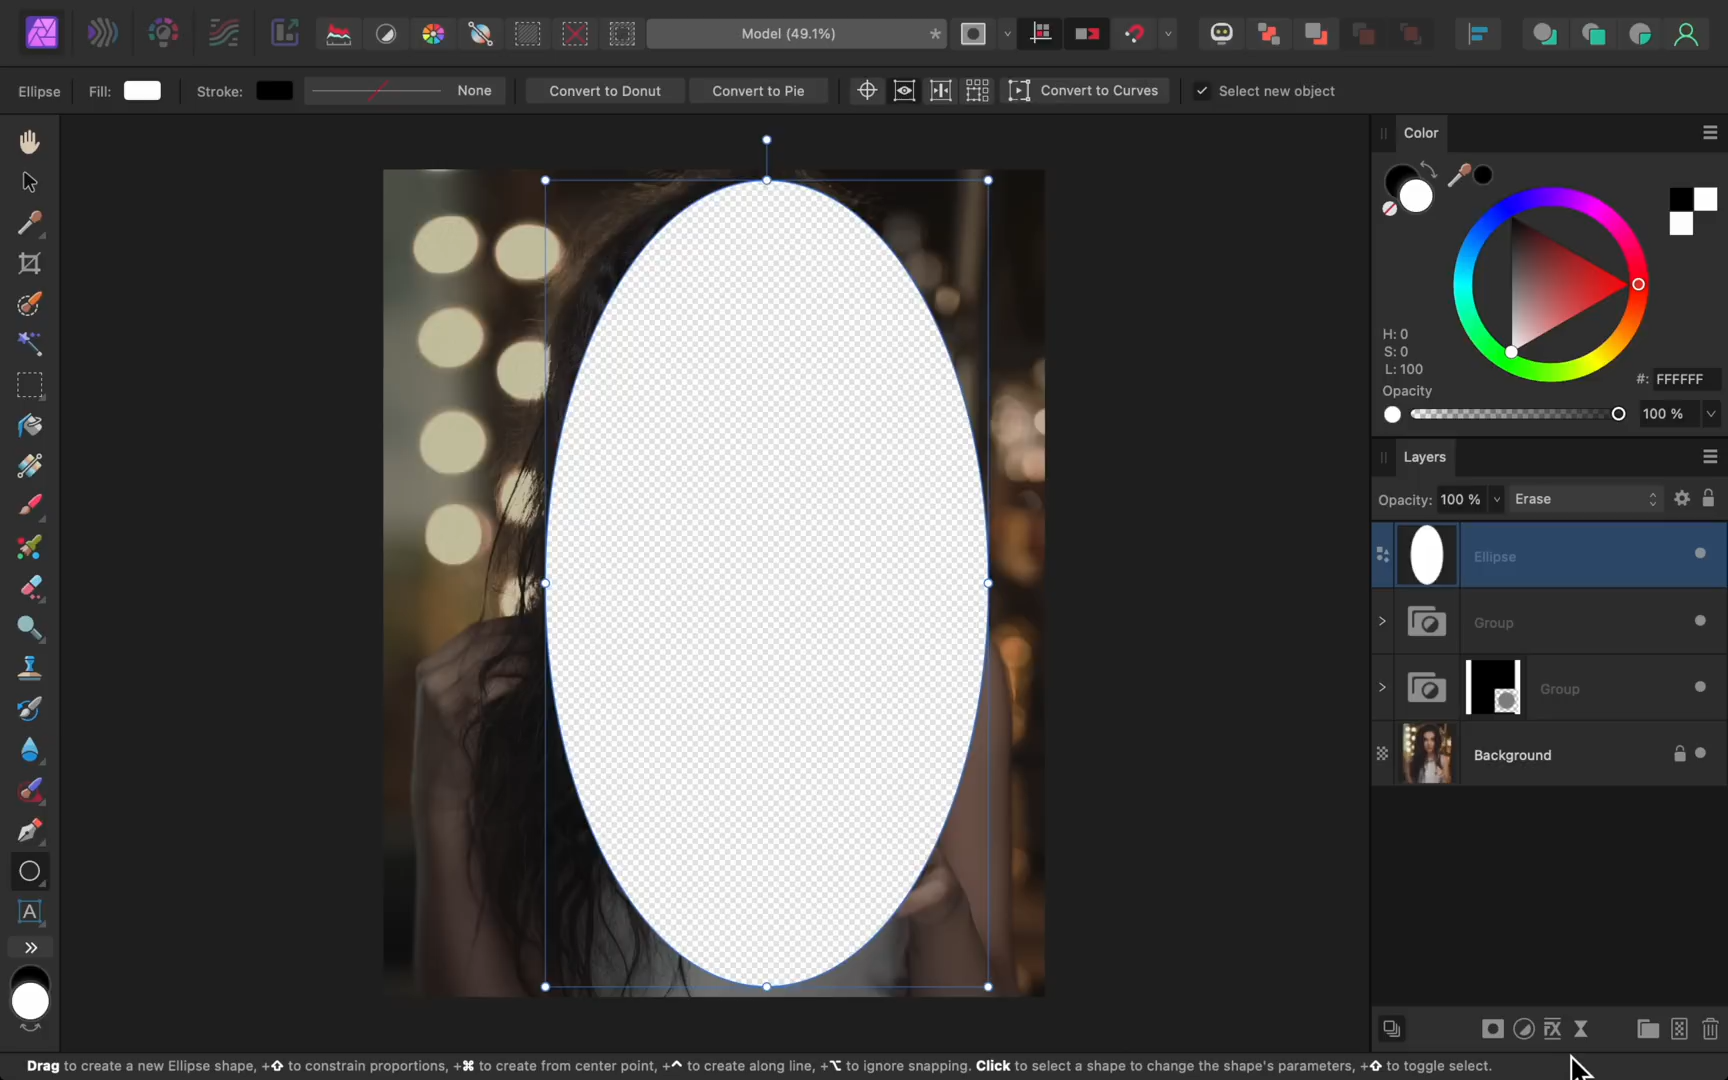 Model (49.1%) *
Ellipse Fill: Stroke: None Convert to Donut Convert to Pie Convert to Curves Select new object
Color
H: 0
S: 0
L: 100
#: FFFFFF
Opacity
100 %
Layers
Opacity: 100 % Erase
Ellipse
Group
Group
Background
A
FX
Drag to create a new Ellipse shape, +⇧ to constrain proportions, +⌘ to create from center point, +⌃ to create along line, +⌥ to ignore snapping. Click to select a shape to change the shape's parameters, +⇧ to toggle select.